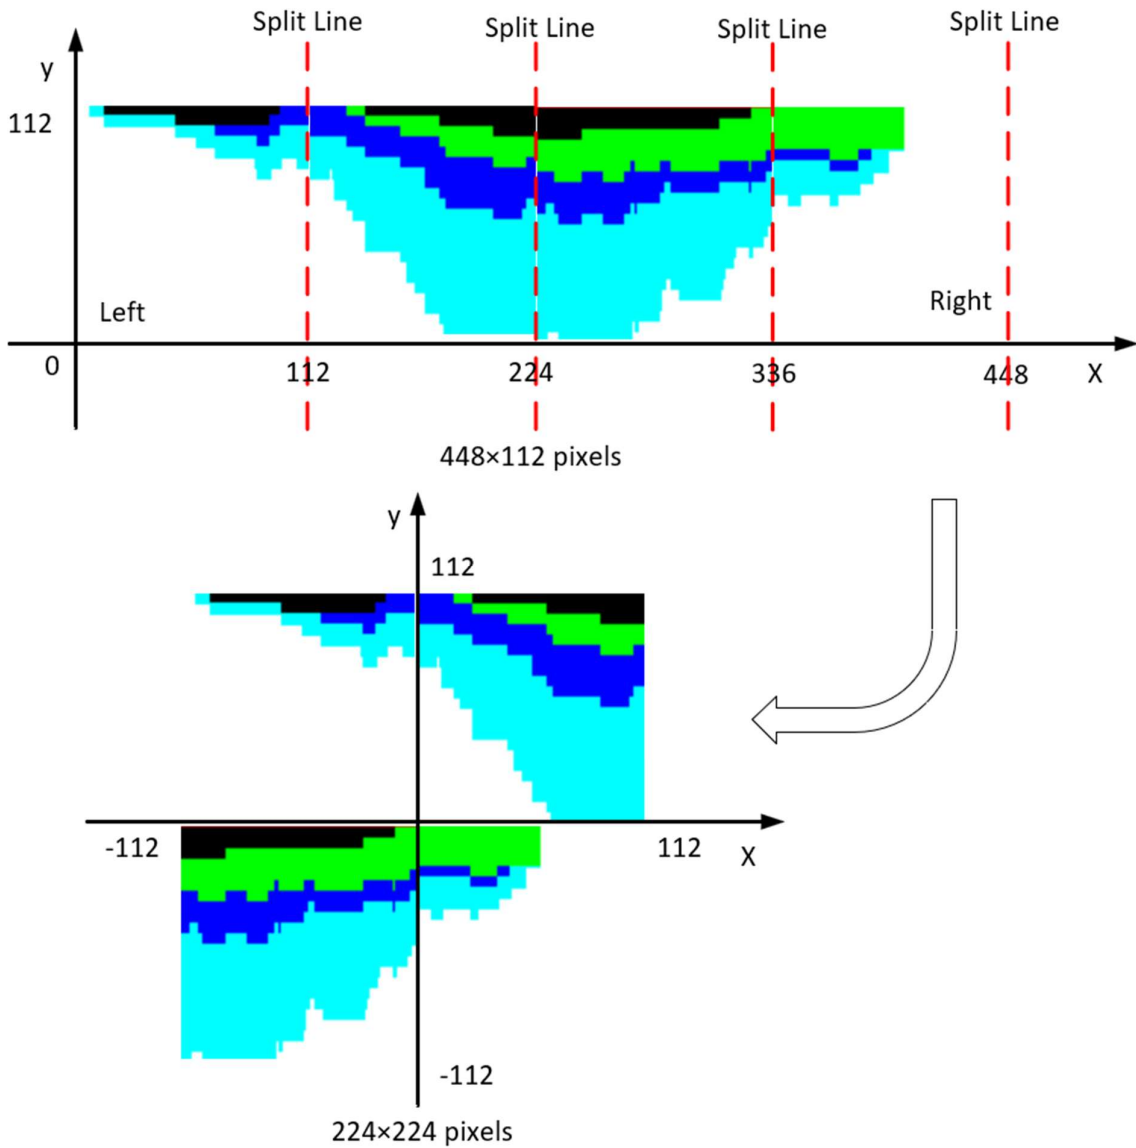 Split Line
Split Line
Split Line
Split Line
y
112
Left
Right
0
112
224
336
448
X
448×112 pixels
y
112
-112
112
X
-112
224×224 pixels